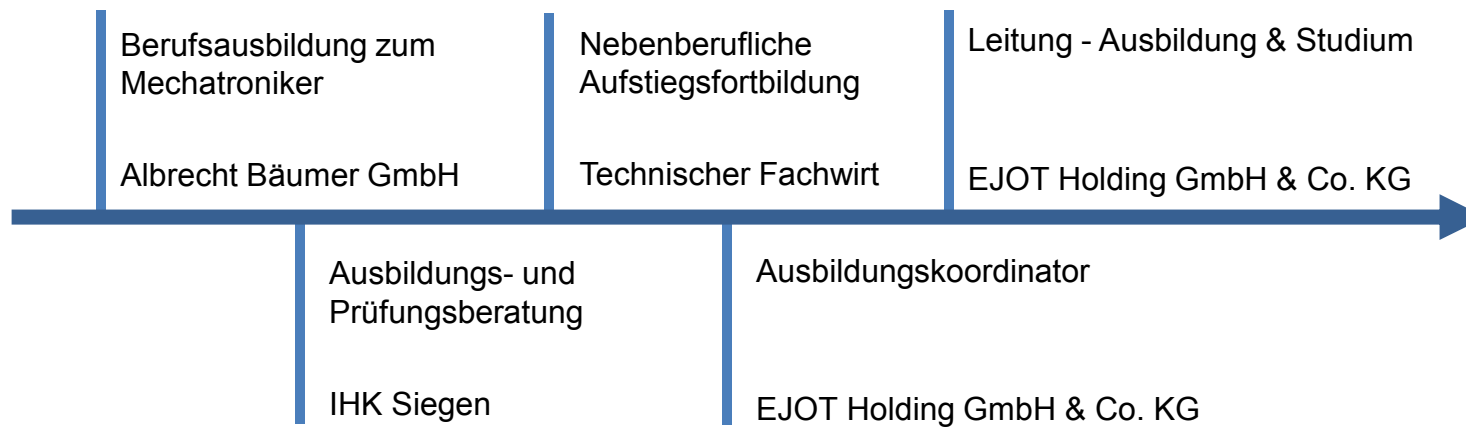 Berufsausbildung zum
Mechatroniker
Albrecht Bäumer GmbH
Ausbildungs- und
Prüfungsberatung
IHK Siegen
Nebenberufliche
Aufstiegsfortbildung
Technischer Fachwirt
Ausbildungskoordinator
EJOT Holding GmbH & Co. KG
Leitung - Ausbildung & Studium
EJOT Holding GmbH & Co. KG